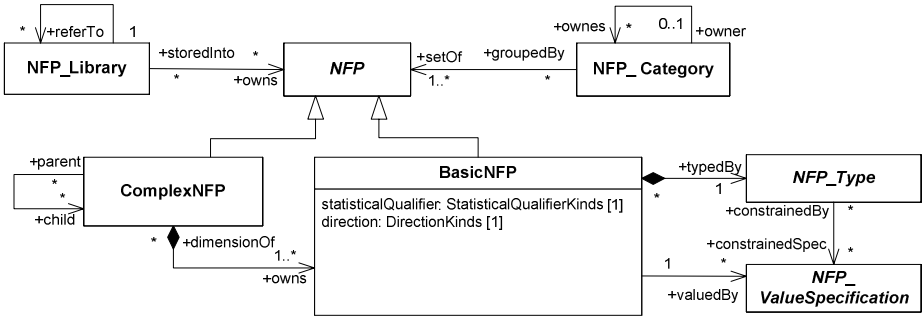 +ownes
*
0..1
+owner
*
+referTo
1
NFP_Library
+storedInto
*
*
+owns
NFP
+setOf
1..*
+groupedBy
*
NFP_ Category
+parent
*
*
+child
ComplexNFP
*
+dimensionOf
1..*
+owns
BasicNFP
statisticalQualifier: StatisticalQualifierKinds [1]
direction: DirectionKinds [1]
*
+typedBy
1
NFP_Type
+constrainedBy
*
+constrainedSpec
*
1
*
+valuedBy
NFP_
ValueSpecification